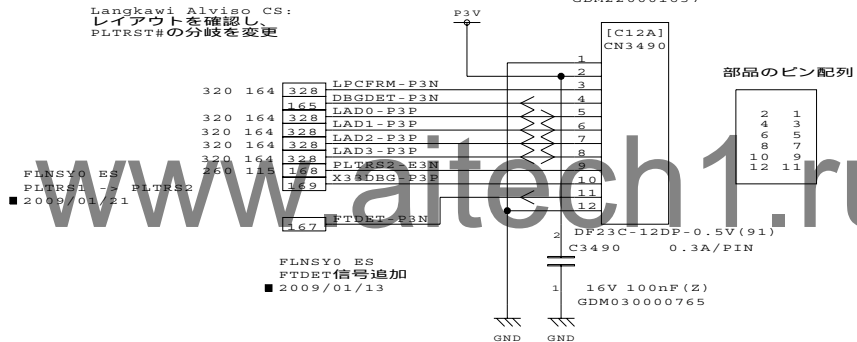 GDM220001857
Langkawi Alviso CS:
レイアウトを確認し、
PLTRST#の分岐を変更
P3V
[C12A]
CN3490
部品のピン配列
1
2
320 164 328 LPCFRM-P3N 3
165 DBGDET-P3N 4
320 164 328 LAD0-P3P 5
320 164 328 LAD1-P3P 6
320 164 328 LAD2-P3P 7
320 164 328 LAD3-P3P 8
260 115 168 PLTRS2-E3N 9
169 X33DBG-P3P 10
11
12
2 1
4 3
6 5
8 7
10 9
12 11
FLNSY0 ES
PLTRS1 -> PLTRS2
■ 2009/01/21
www.aitech1.ru
167 FTDET-P3N
DF23C-12DP-0.5V(91)
2 C3490 0.3A/PIN
FLNSY0 ES
FTDET信号追加
■ 2009/01/13
1 16V 100nF(Z)
GDM030000765
GND GND